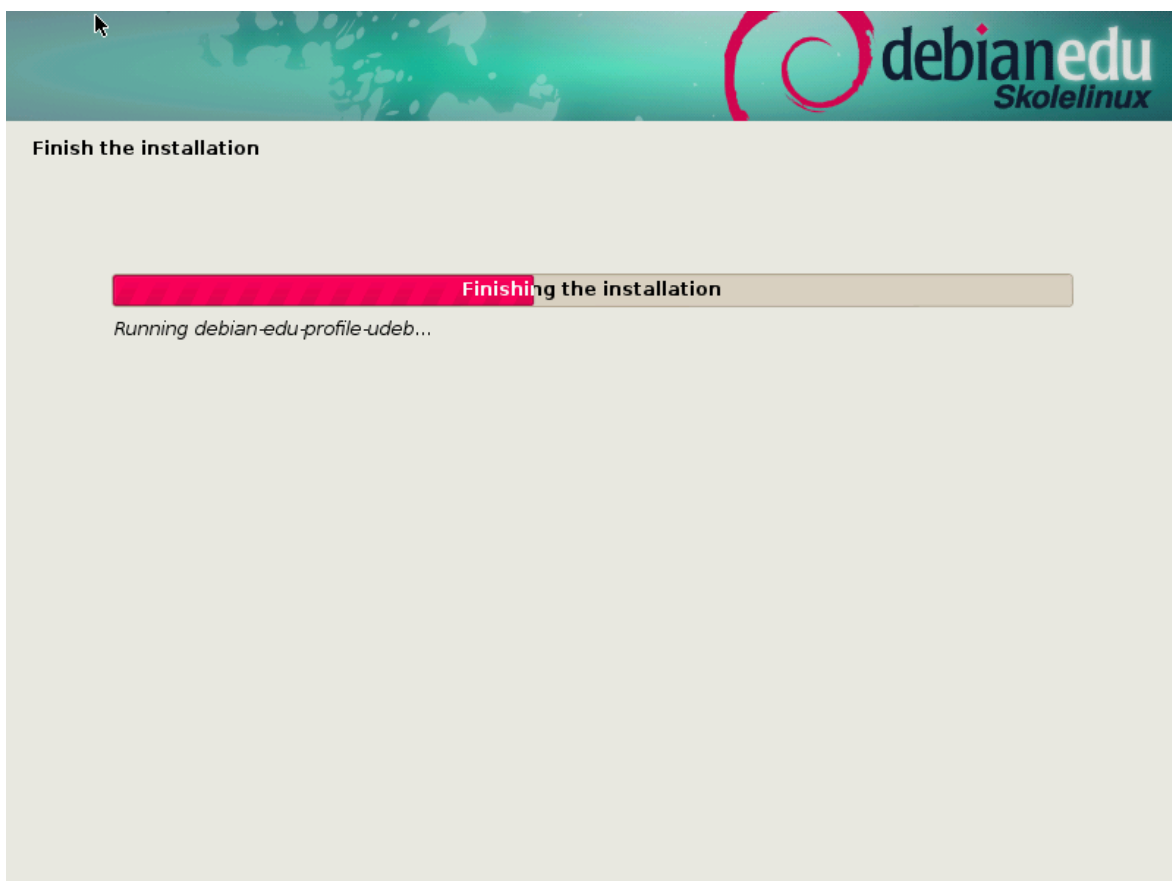 debianedu
Skolelinux
Finish the installation
Finishing the installation
Running debian-edu-profile-udeb...